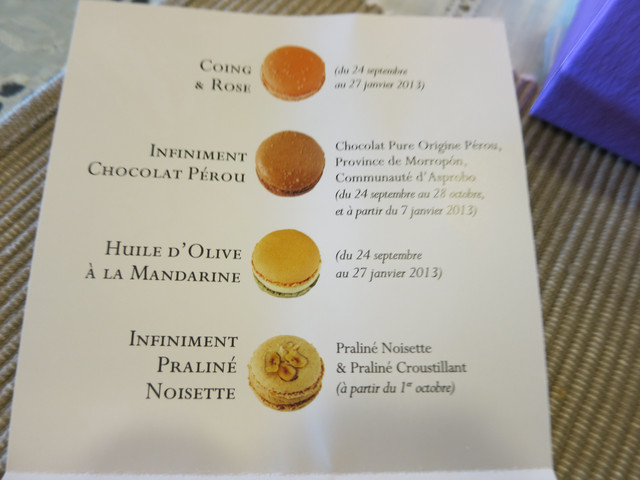 Coing
& Rose
(du 24 septembre
au 27 janvier 2013)
Infiniment
Chocolat Pérou
Chocolat Pure Origine Pérou,
Province de Morropòn,
Communauté d'Asprobo
(du 24 septembre au 28 octobre,
et à partir du 7 janvier 2013)
Huile d'Olive
à la Mandarine
(du 24 septembre
au 27 janvier 2013)
Infiniment
Praliné
Noisette
Praliné Noisette
& Praliné Croustillant
(à partir du 1er octobre)